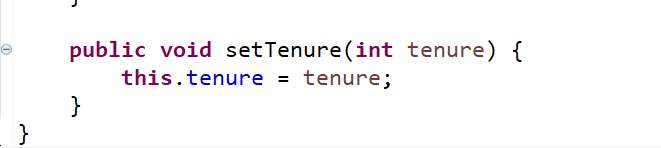 }
public void setTenure(int tenure) {
this.tenure = tenure;
}
}